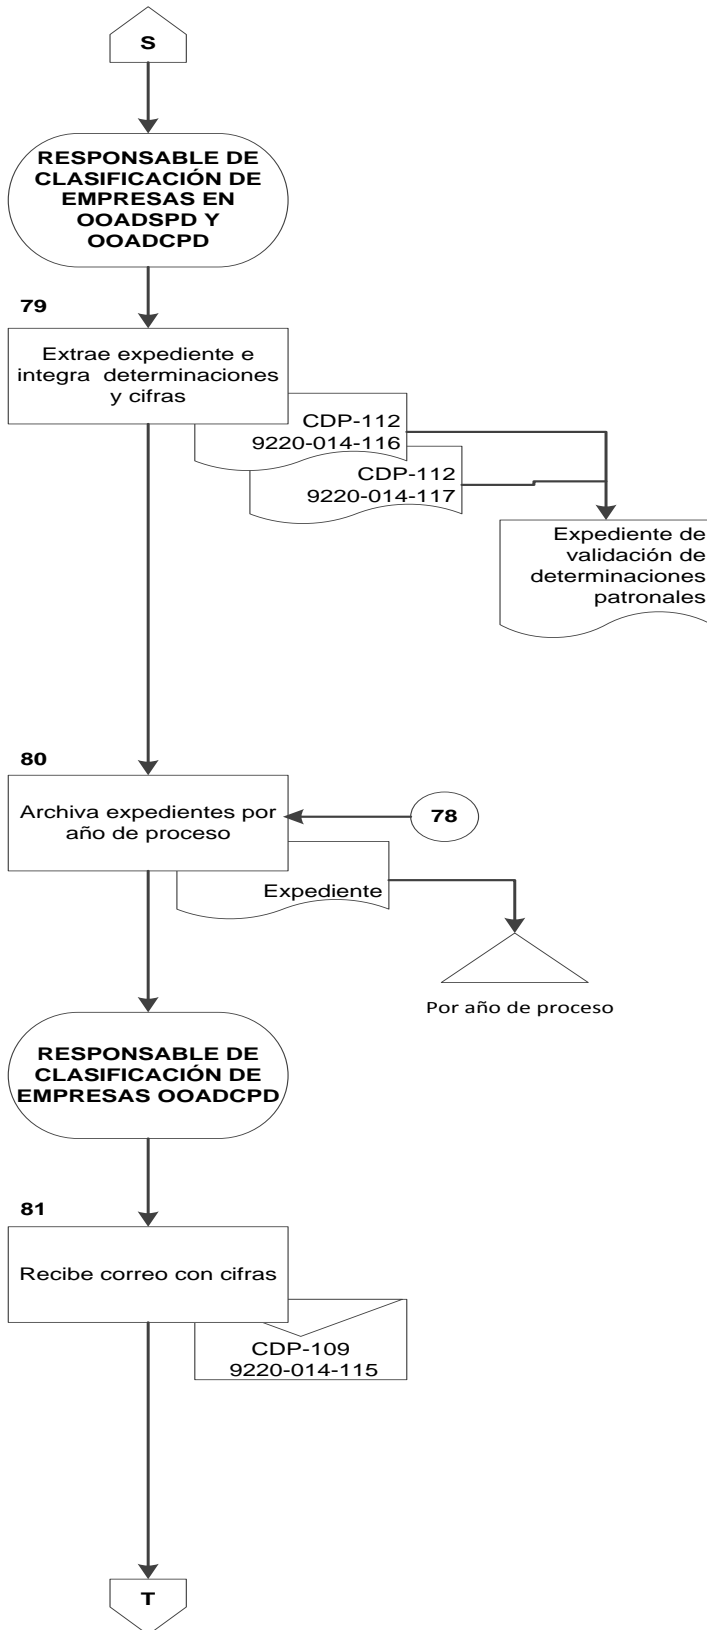 S
RESPONSABLE DE
CLASIFICACIÓN DE
EMPRESAS EN
OOADSPD Y
OOADCPD
79
Extrae expediente e
integra determinaciones
y cifras
CDP-112
9220-014-116
CDP-112
9220-014-117
Expediente de
validación de
determinaciones
patronales
80
Archiva expedientes por
año de proceso
78
Expediente
Por año de proceso
RESPONSABLE DE
CLASIFICACIÓN DE
EMPRESAS OOADCPD
81
Recibe correo con cifras
CDP-109
9220-014-115
T